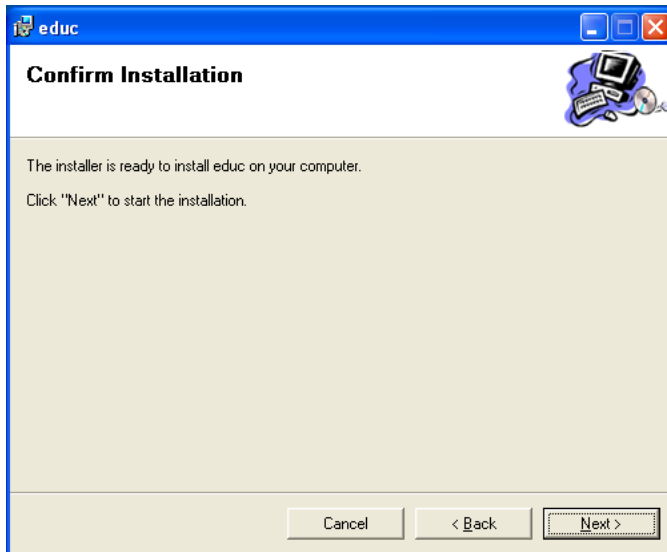 educ
Confirm Installation
The installer is ready to install educ on your computer.
Click "Next" to start the installation.
Cancel
< Back
Next >